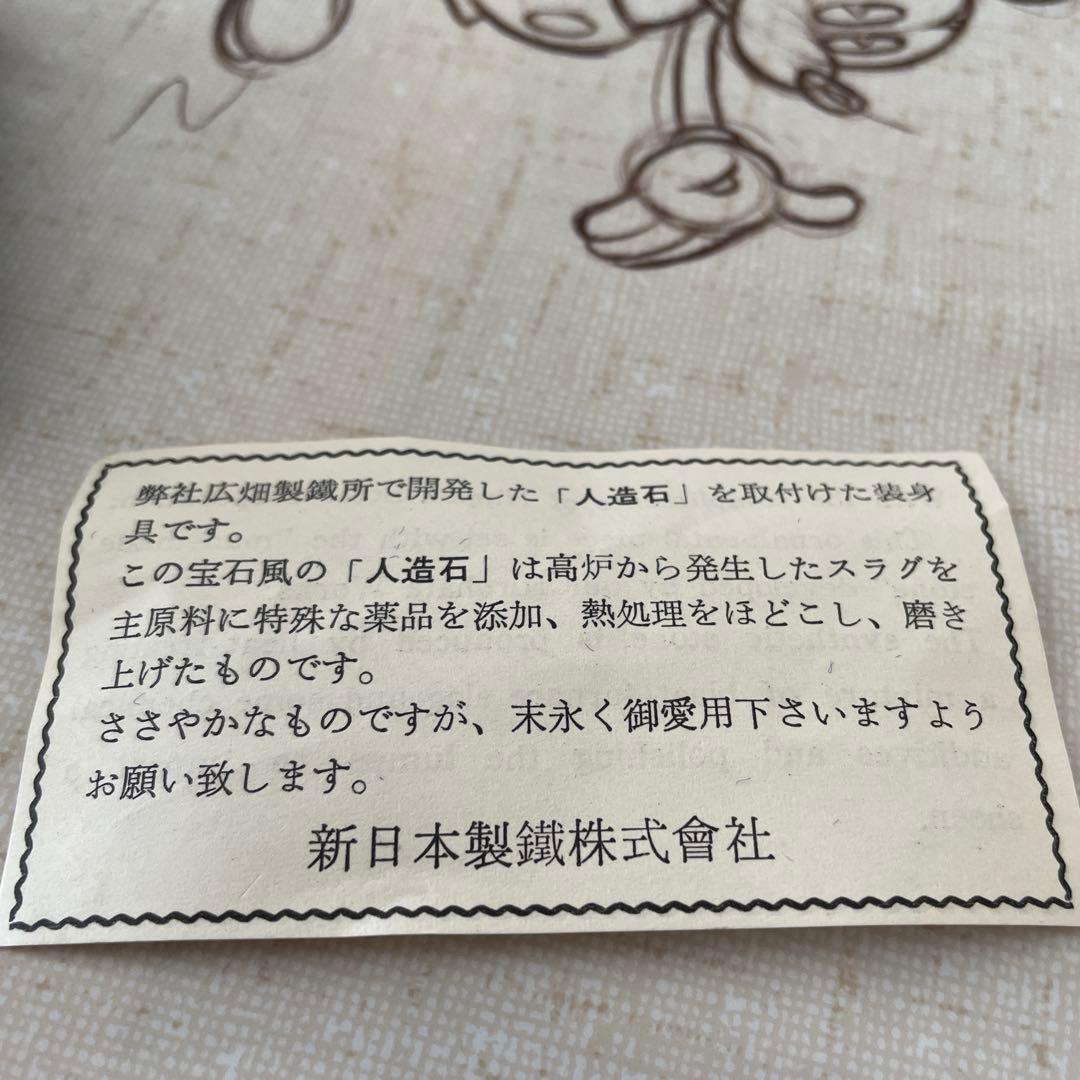 弊社広畑製鐵所で開発した「人造石」を取付けた装身
具です。
この宝石風の「人造石」は高炉から発生したスラグを
主原料に特殊な薬品を添加、熱処理をほどこし、磨き
上げたものです。
ささやかなものですが、末永く御愛用下さいますよう
お願い致します。
新日本製鐵株式會社